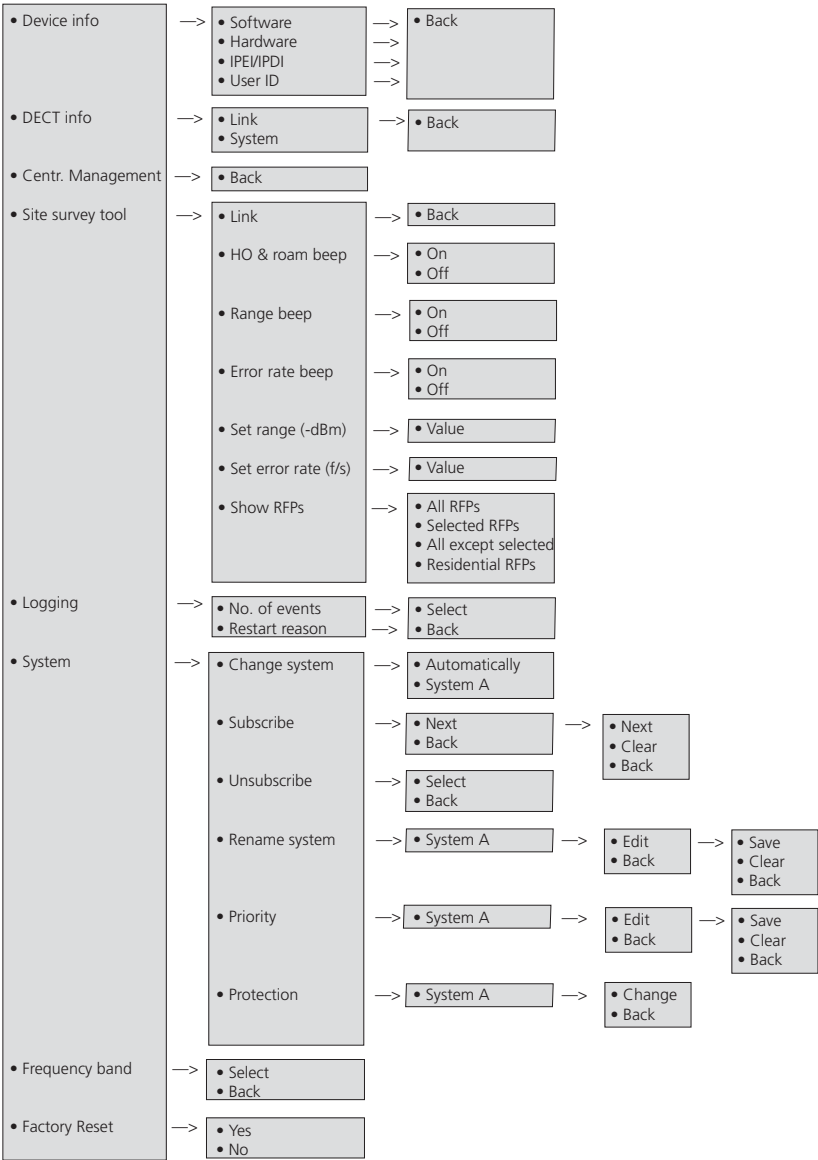 • Device info —> • Software —> • Back
• Hardware —>
• IPEI/IPDI —>
• User ID —>
• DECT info —> • Link —> • Back
• System
• Centr. Management —> • Back
• Site survey tool —> • Link —> • Back
• HO & roam beep —> • On
• Off
• Range beep —> • On
• Off
• Error rate beep —> • On
• Off
• Set range (-dBm) —> • Value
• Set error rate (f/s) —> • Value
• Show RFPs —> • All RFPs
• Selected RFPs
• All except selected
• Residential RFPs
• Logging —> • No. of events —> • Select
• Restart reason —> • Back
• System —> • Change system —> • Automatically
• System A
• Subscribe —> • Next —> • Next
• Back • Clear
• Back
• Unsubscribe —> • Select
• Back
• Rename system —> • System A —> • Edit —> • Save
• Back • Clear
• Back
• Priority —> • System A —> • Edit —> • Save
• Back • Clear
• Back
• Protection —> • System A —> • Change
• Back
• Frequency band —> • Select
• Back
• Factory Reset —> • Yes
• No